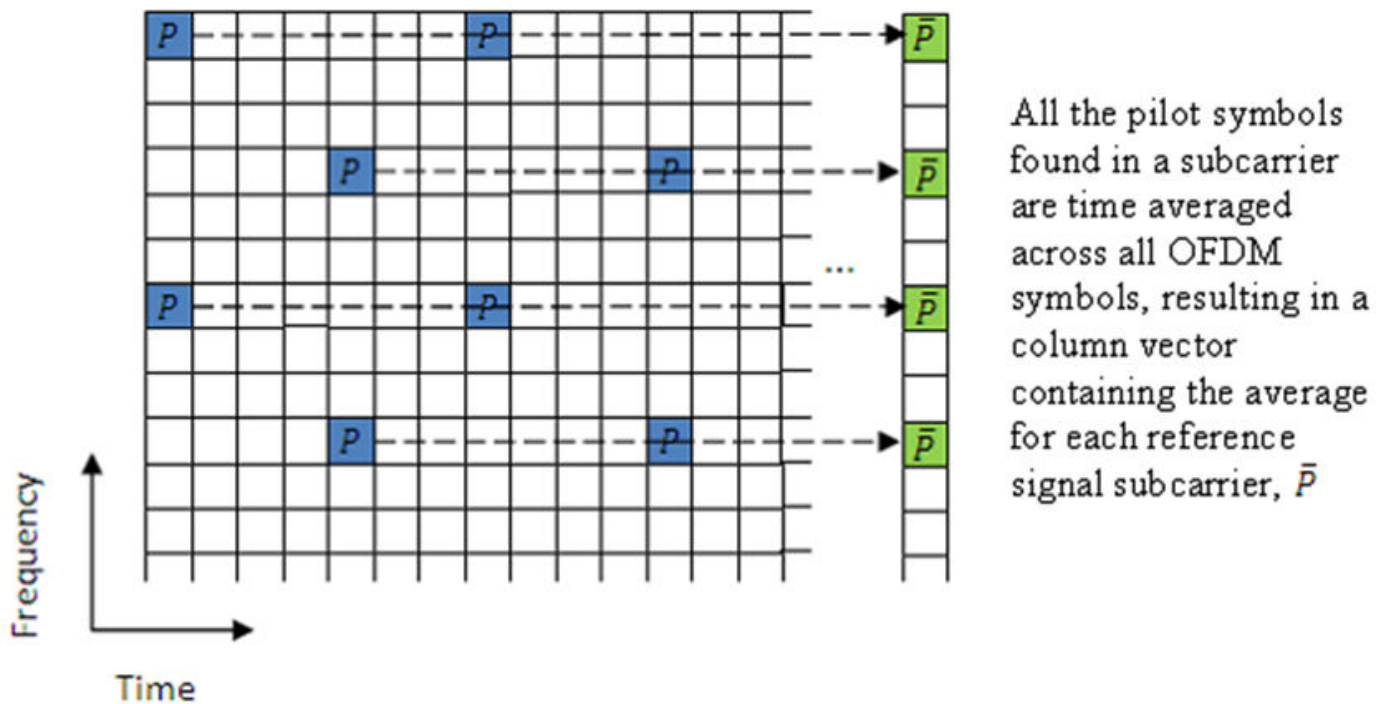 P P P̄
P P P̄
...
P P P̄
P P P̄
All the pilot symbols
found in a subcarrier
are time averaged
across all OFDM
symbols, resulting in a
column vector
containing the average
for each reference
signal subcarrier, P̄
Frequency
Time